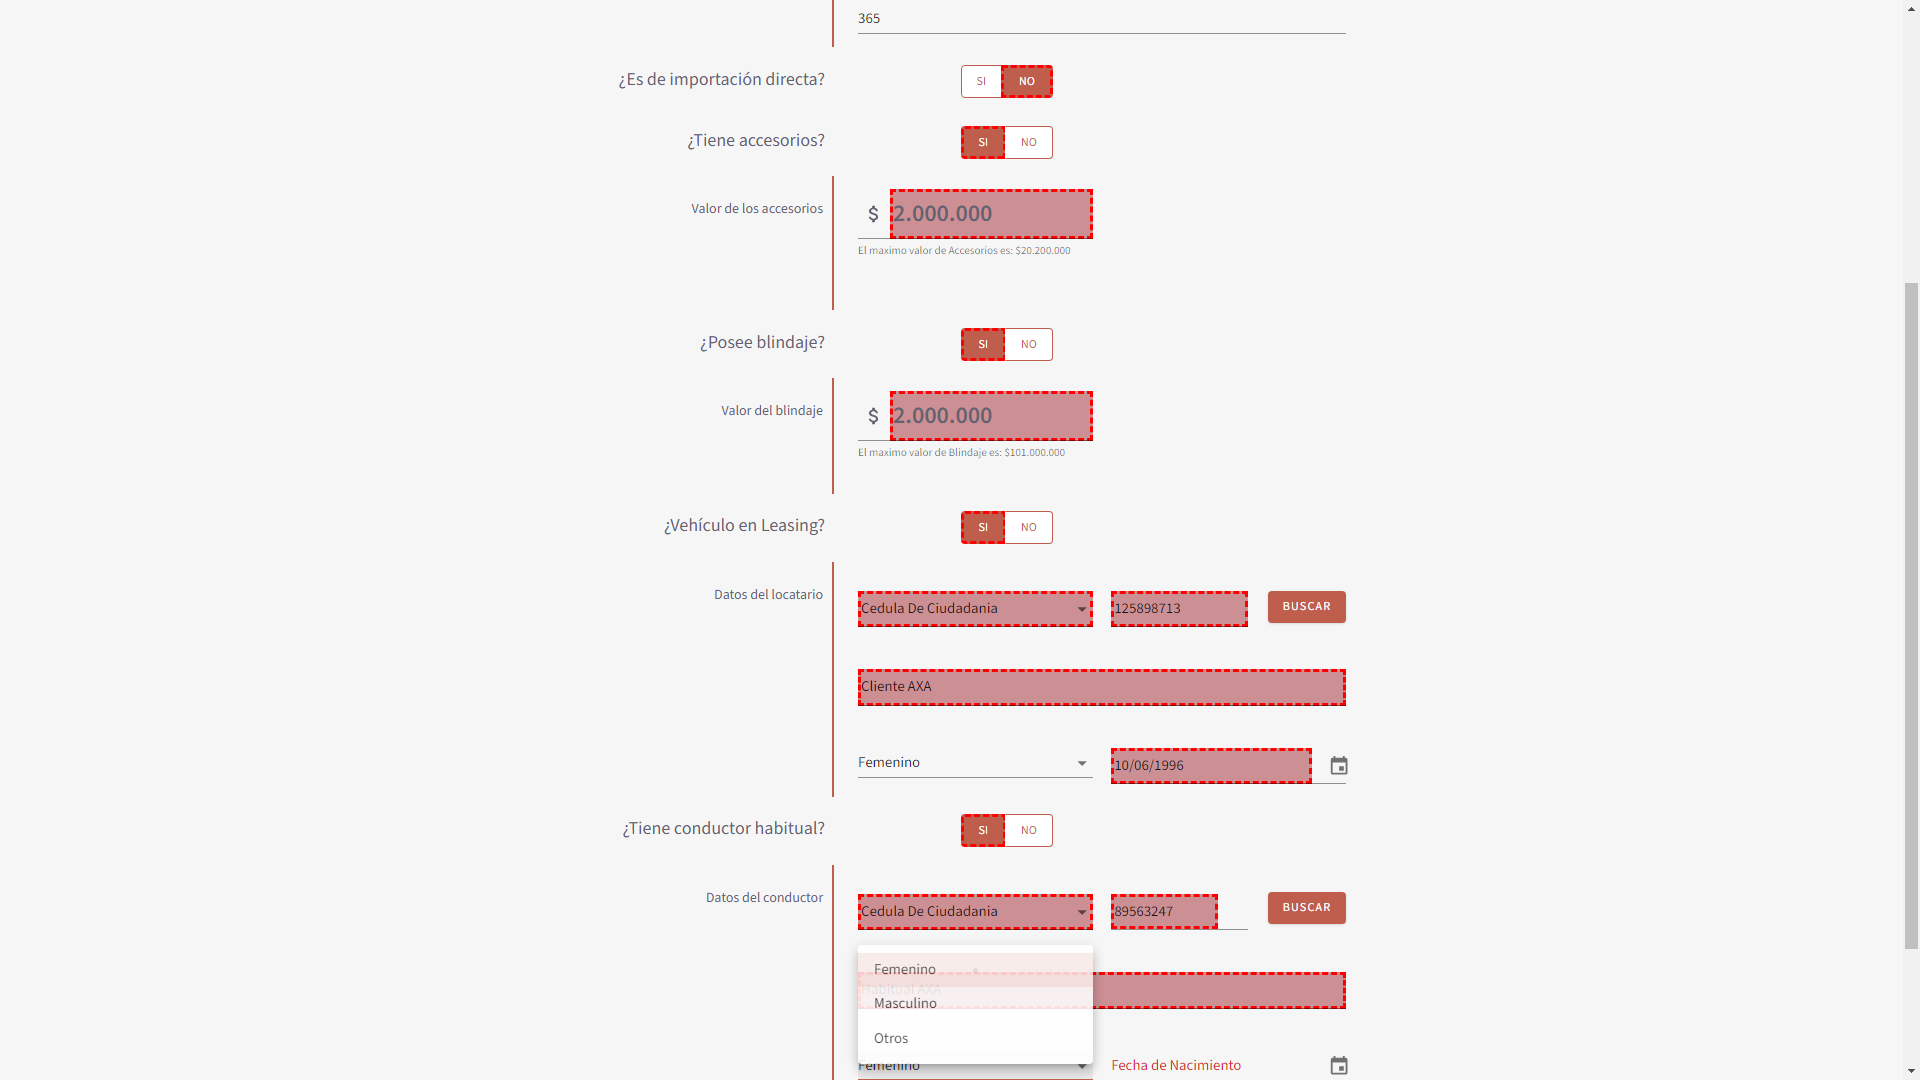 365
¿Es de importación directa?
SI NO
¿Tiene accesorios?
SI NO
Valor de los accesorios
$ 2.000.000
El maximo valor de Accesorios es: $20.200.000
¿Posee blindaje?
SI NO
Valor del blindaje
$ 2.000.000
El maximo valor de Blindaje es: $101.000.000
¿Vehículo en Leasing?
SI NO
Datos del locatario
Cedula De Ciudadania 125898713 BUSCAR
Cliente AXA
Femenino 10/06/1996
¿Tiene conductor habitual?
SI NO
Datos del conductor
Cedula De Ciudadania 89563247 BUSCAR
Femenino
Habitual AXA
Masculino
Otros
Femenino Fecha de Nacimiento